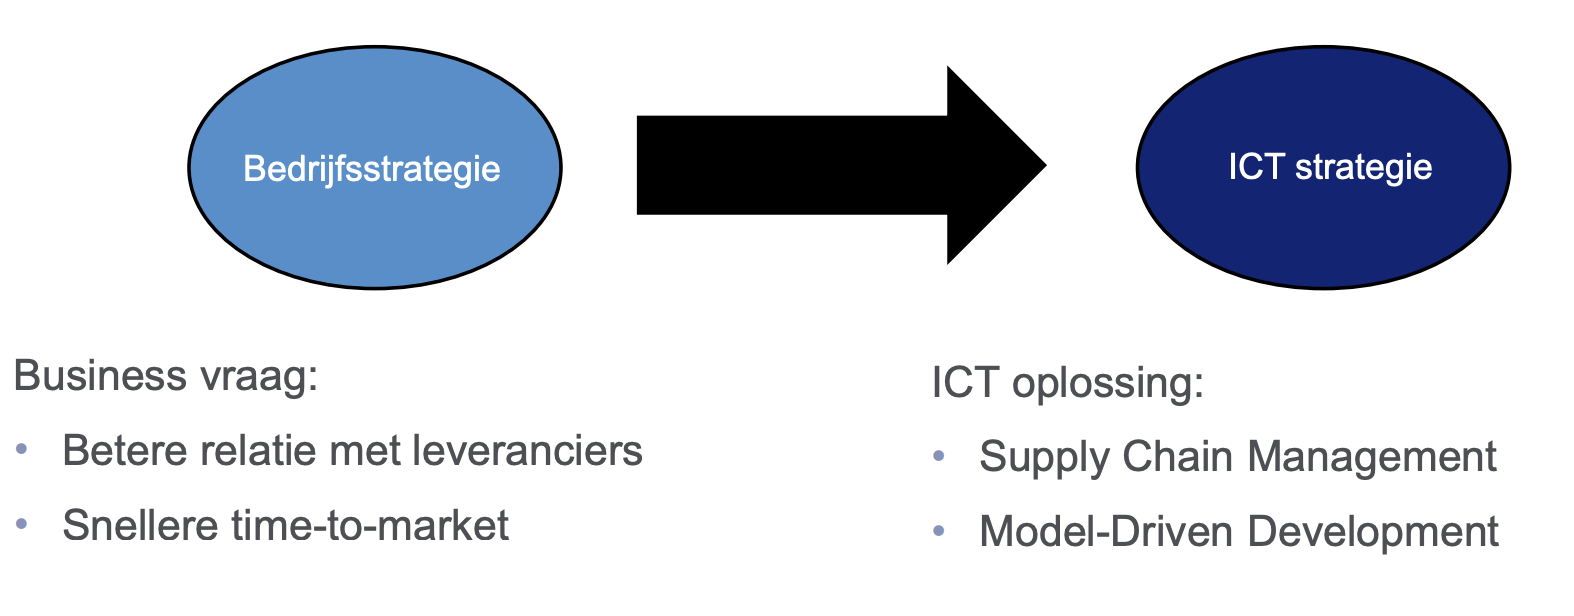 Bedrijfsstrategie
ICT strategie
Business vraag:
• Betere relatie met leveranciers
• Snellere time-to-market
ICT oplossing:
• Supply Chain Management
• Model-Driven Development